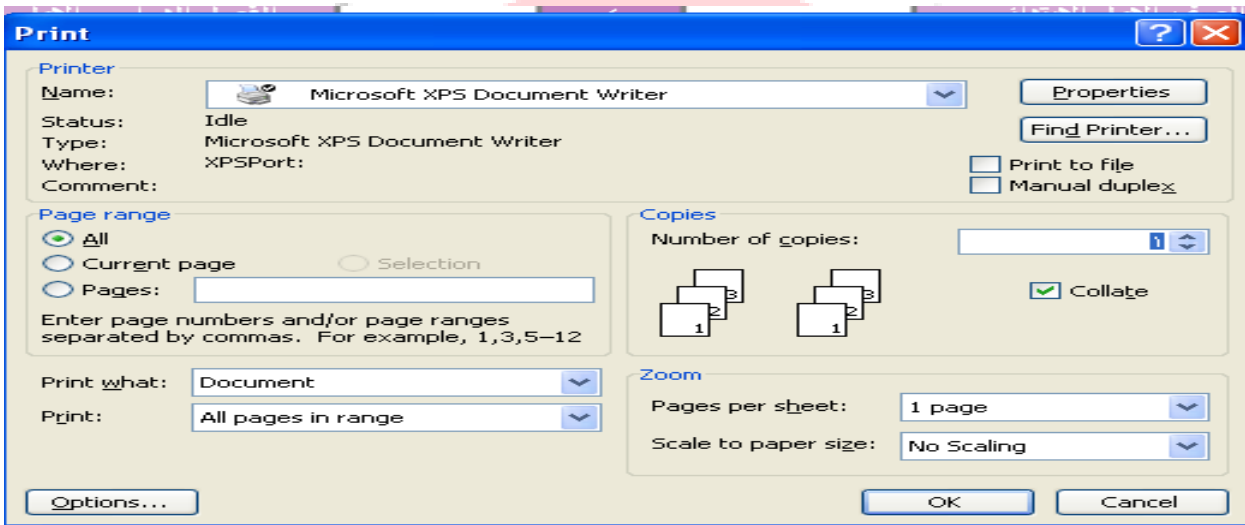 Print
Printer
Name: Microsoft XPS Document Writer
Properties
Status: Idle
Find Printer...
Type: Microsoft XPS Document Writer
Where: XPSPort:
Print to file
Comment:
Manual duplex
Page range
All
Current page Selection
Pages:
Enter page numbers and/or page ranges
separated by commas. For example, 1,3,5–12
Copies
Number of copies: 1
3 3
2 2
1 1
Collate
Print what: Document
Print: All pages in range
Zoom
Pages per sheet: 1 page
Scale to paper size: No Scaling
Options...
OK Cancel